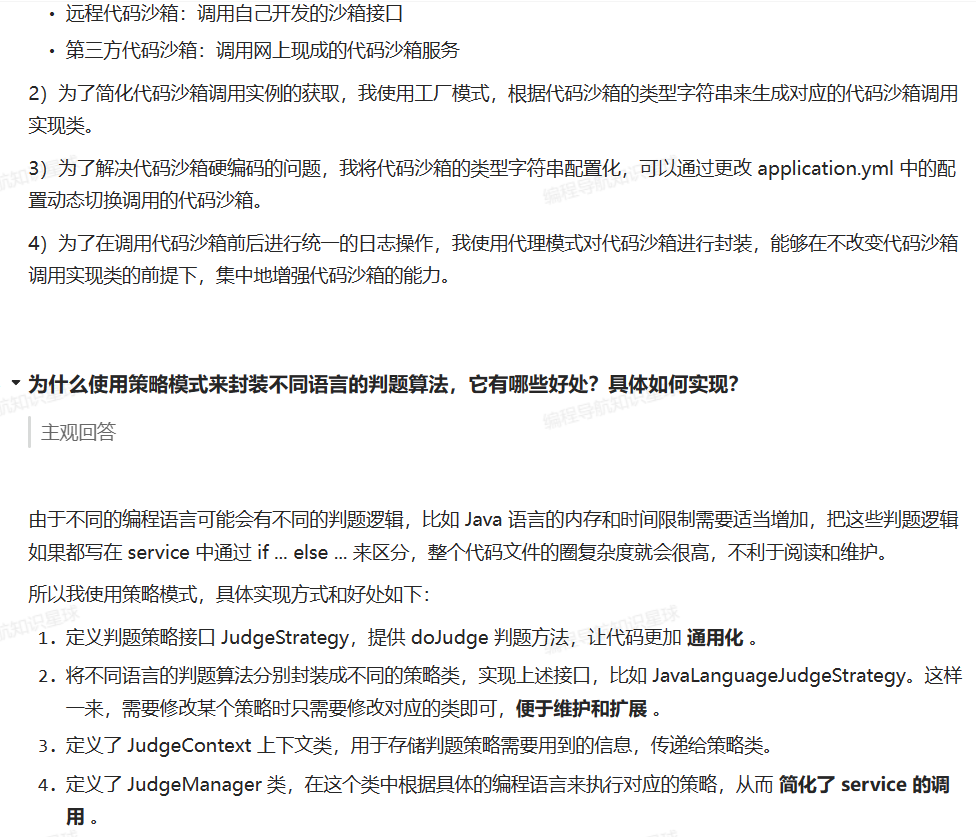 • 远程代码沙箱：调用自己开发的沙箱接口
• 第三方代码沙箱：调用网上现成的代码沙箱服务
2）为了简化代码沙箱调用实例的获取，我使用工厂模式，根据代码沙箱的类型字符串来生成对应的代码沙箱调用
实现类。
3）为了解决代码沙箱硬编码的问题，我将代码沙箱的类型字符串配置化，可以通过更改 application.yml 中的配
置动态切换调用的代码沙箱。
4）为了在调用代码沙箱前后进行统一的日志操作，我使用代理模式对代码沙箱进行封装，能够在不改变代码沙箱
调用实现类的前提下，集中地增强代码沙箱的能力。
为什么使用策略模式来封装不同语言的判题算法，它有哪些好处？具体如何实现？
主观回答
由于不同的编程语言可能会有不同的判题逻辑，比如 Java 语言的内存和时间限制需要适当增加，把这些判题逻辑
如果都写在 service 中通过 if ... else ... 来区分，整个代码文件的圈复杂度就会很高，不利于阅读和维护。
所以我使用策略模式，具体实现方式和好处如下：
1. 定义判题策略接口 JudgeStrategy，提供 doJudge 判题方法，让代码更加 通用化 。
2. 将不同语言的判题算法分别封装成不同的策略类，实现上述接口，比如 JavaLanguageJudgeStrategy。这样
一来，需要修改某个策略时只需要修改对应的类即可，便于维护和扩展 。
3. 定义了 JudgeContext 上下文类，用于存储判题策略需要用到的信息，传递给策略类。
4. 定义了 JudgeManager 类，在这个类中根据具体的编程语言来执行对应的策略，从而 简化了 service 的调
用 。